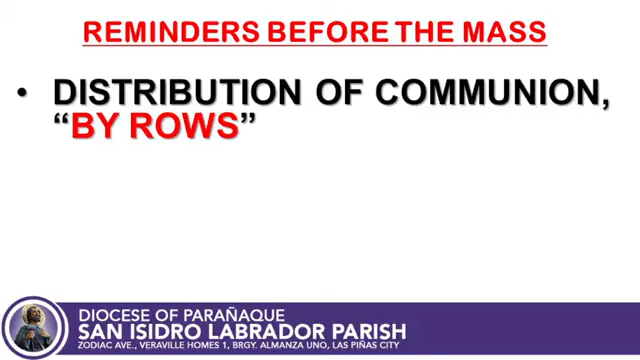 REMINDERS BEFORE THE MASS
• DISTRIBUTION OF COMMUNION,
“BY ROWS”
DIOCESE OF PARAÑAQUE
SAN ISIDRO LABRADOR PARISH
ZODIAC AVE., VERAVILLE HOMES 1, BRGY. ALMANZA UNO, LAS PIÑAS CITY